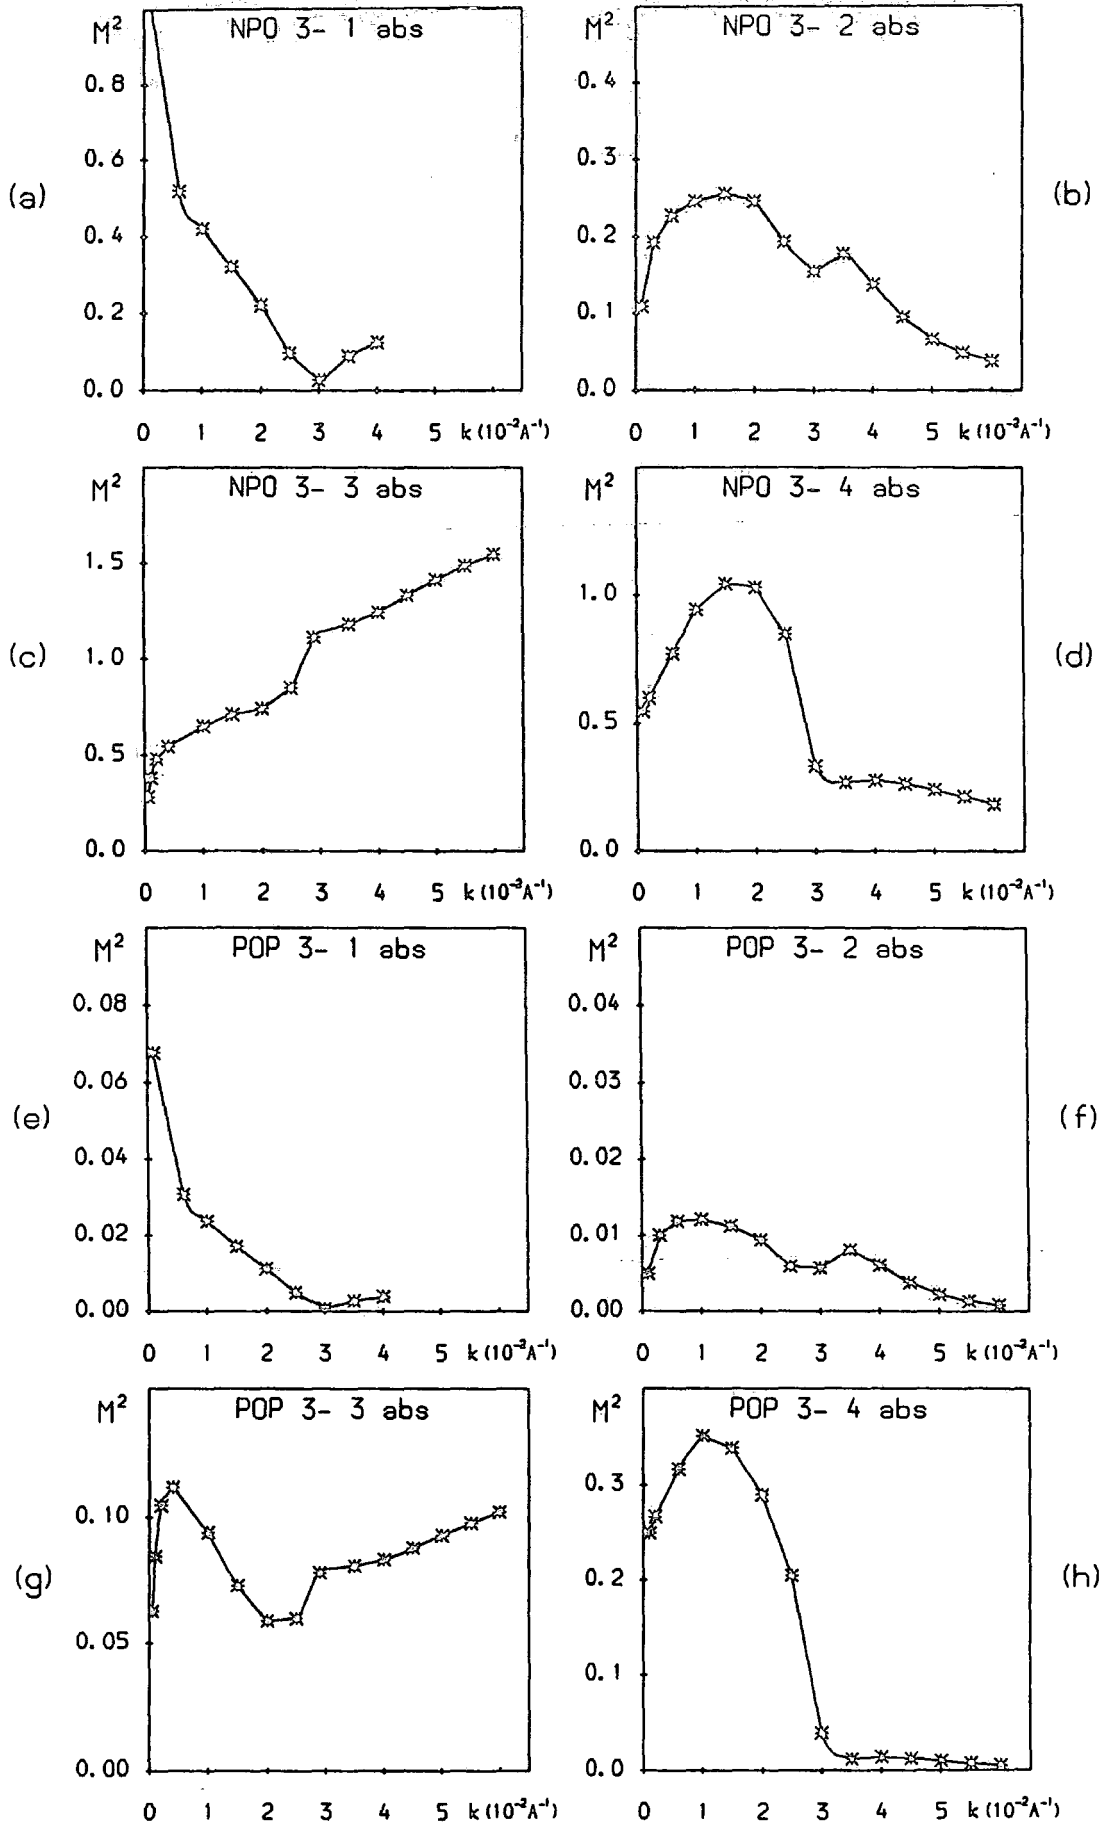 M² NPO 3- 1 abs
0.8
0.6
(a)
0.4
0.2
0.0
0 1 2 3 4 5 k (10⁻²A⁻¹)
M² NPO 3- 2 abs
0.4
0.3
(b)
0.2
0.1
0.0
0 1 2 3 4 5 k (10⁻²A⁻¹)
M² NPO 3- 3 abs
1.5
(c)
1.0
0.5
0.0
0 1 2 3 4 5 k (10⁻²A⁻¹)
M² NPO 3- 4 abs
1.0
(d)
0.5
0.0
0 1 2 3 4 5 k (10⁻²A⁻¹)
M² POP 3- 1 abs
0.08
0.06
(e)
0.04
0.02
0.00
0 1 2 3 4 5 k (10⁻²A⁻¹)
M² POP 3- 2 abs
0.04
0.03
(f)
0.02
0.01
0.00
0 1 2 3 4 5 k (10⁻²A⁻¹)
M² POP 3- 3 abs
0.10
(g)
0.05
0.00
0 1 2 3 4 5 k (10⁻²A⁻¹)
M² POP 3- 4 abs
0.3
(h)
0.2
0.1
0.0
0 1 2 3 4 5 k (10⁻²A⁻¹)